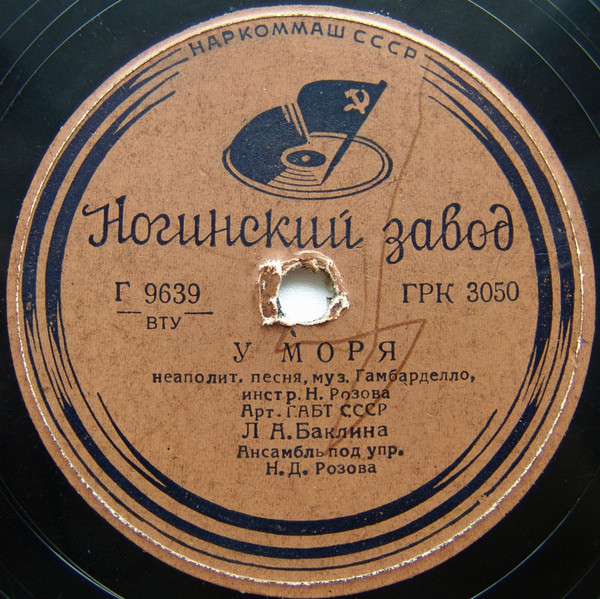 НАРКОММАШ СССР
Ногинский завод
Г 9639 ГРК 3050
ВТУ
У МОРЯ
неаполит. песня, муз. Гамбарделло,
инстр. Н. Розова
Арт. ГАБТ СССР
Л А. Баклина
Ансамбль под упр.
Н. Д. Розова